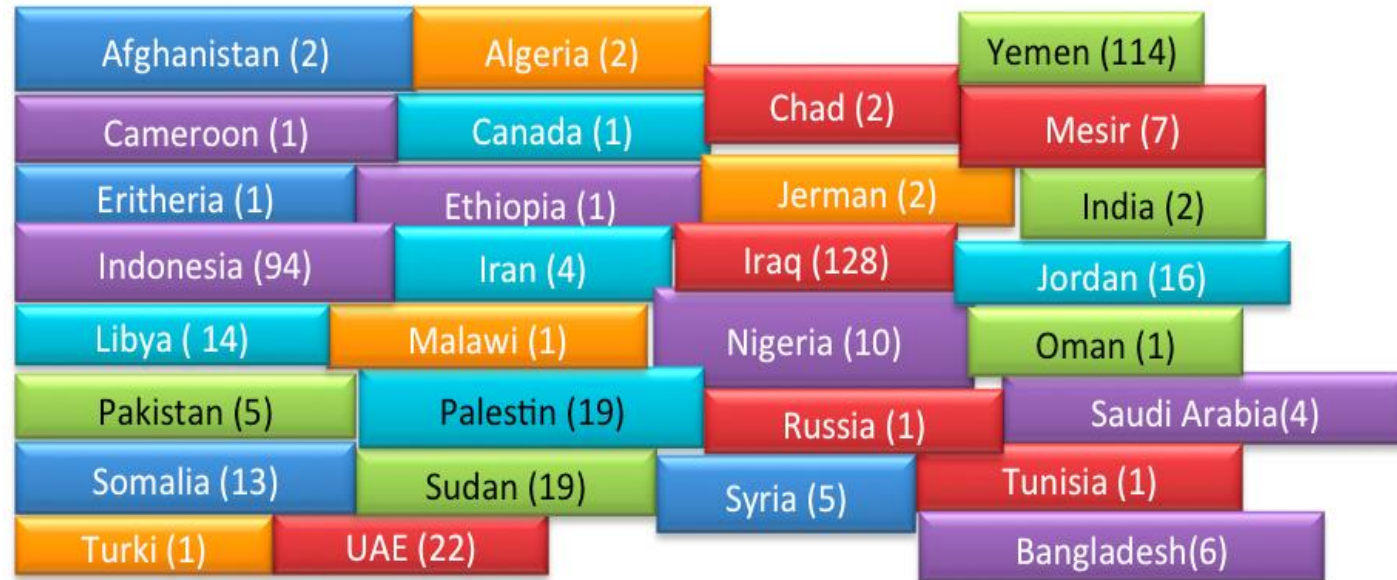 Afghanistan (2)
Algeria (2)
Yemen (114)
Cameroon (1)
Canada (1)
Chad (2)
Mesir (7)
Eritheria (1)
Ethiopia (1)
Jerman (2)
India (2)
Indonesia (94)
Iran (4)
Iraq (128)
Jordan (16)
Libya ( 14)
Malawi (1)
Nigeria (10)
Oman (1)
Pakistan (5)
Palestin (19)
Russia (1)
Saudi Arabia(4)
Somalia (13)
Sudan (19)
Syria (5)
Tunisia (1)
Turki (1)
UAE (22)
Bangladesh(6)